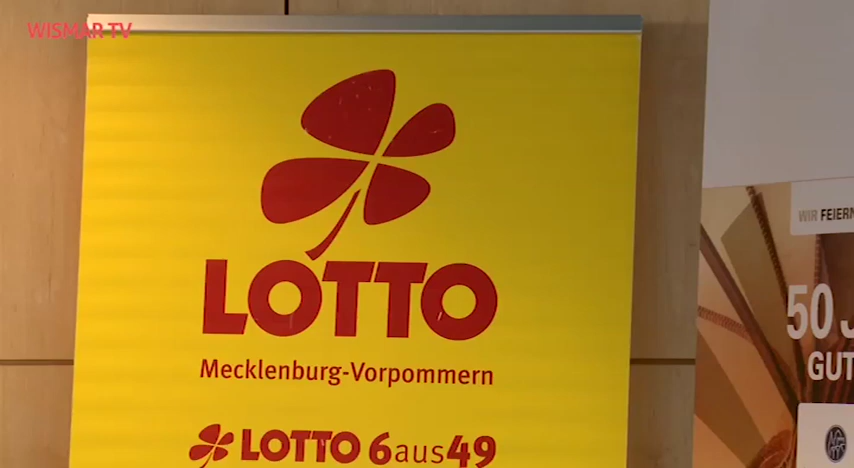 WISMAR TV
LOTTO
Mecklenburg-Vorpommern
LOTTO 6aus49
WIR FEIERN
50 J
GUT